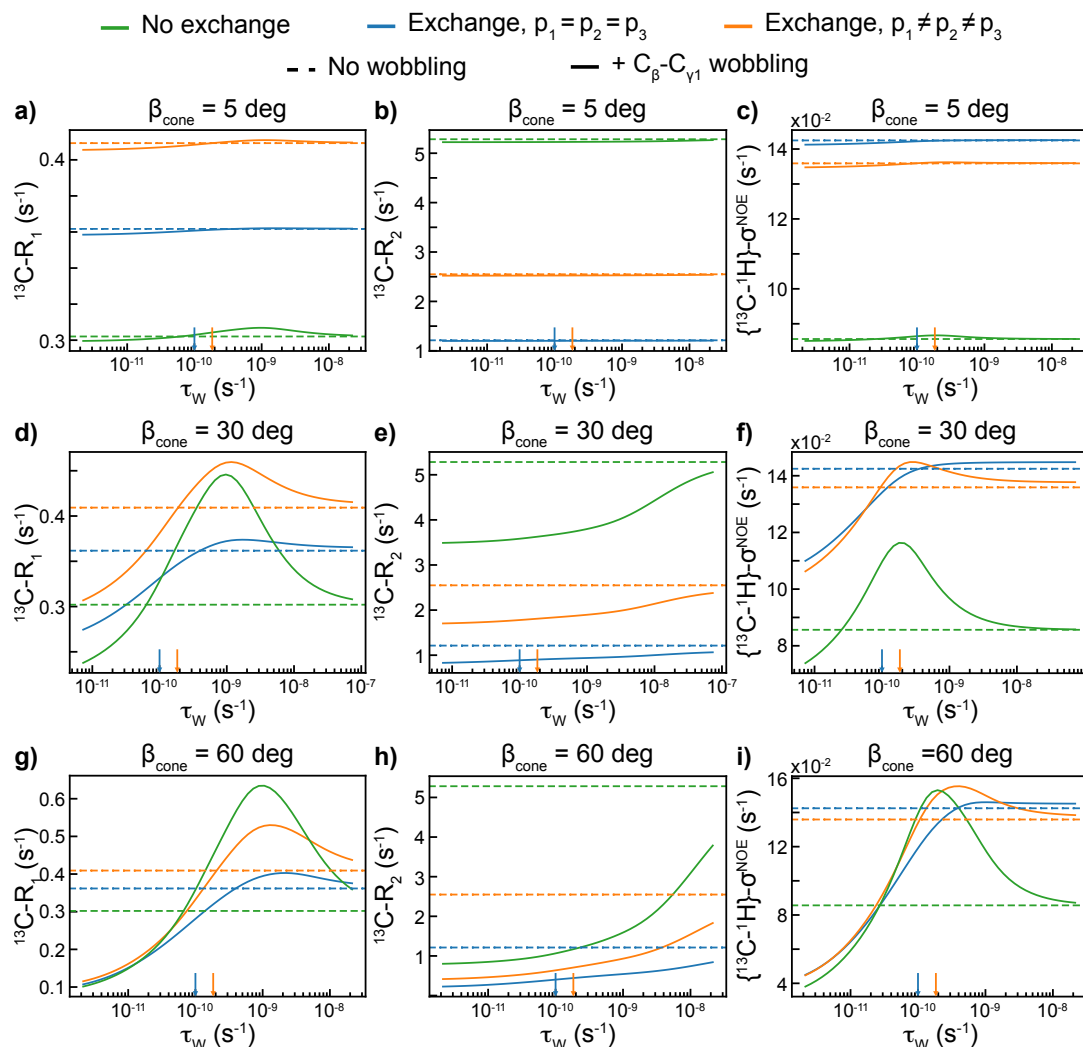 No exchange Exchange, p₁ = p₂ = p₃ Exchange, p₁ ≠ p₂ ≠ p₃
No wobbling + Cβ-Cγ1 wobbling
a) βcone = 5 deg b) βcone = 5 deg c) βcone = 5 deg
x10⁻²
0.4
0.3
¹³C-R₁ (s⁻¹)
10⁻¹¹ 10⁻¹⁰ 10⁻⁹ 10⁻⁸
τW (s⁻¹)
5
4
3
2
1
¹³C-R₂ (s⁻¹)
10⁻¹¹ 10⁻¹⁰ 10⁻⁹ 10⁻⁸
τW (s⁻¹)
14
12
10
{¹³C-¹H}-σᴺᴼᴱ (s⁻¹)
10⁻¹¹ 10⁻¹⁰ 10⁻⁹ 10⁻⁸
τW (s⁻¹)
d) βcone = 30 deg e) βcone = 30 deg f) βcone = 30 deg
x10⁻²
0.4
0.3
¹³C-R₁ (s⁻¹)
10⁻¹¹ 10⁻¹⁰ 10⁻⁹ 10⁻⁸ 10⁻⁷
τW (s⁻¹)
5
4
3
2
1
¹³C-R₂ (s⁻¹)
10⁻¹¹ 10⁻¹⁰ 10⁻⁹ 10⁻⁸ 10⁻⁷
τW (s⁻¹)
16
14
12
10
8
{¹³C-¹H}-σᴺᴼᴱ (s⁻¹)
10⁻¹¹ 10⁻¹⁰ 10⁻⁹ 10⁻⁸
τW (s⁻¹)
g) βcone = 60 deg h) βcone = 60 deg i) βcone =60 deg
x10⁻²
0.6
0.5
0.4
0.3
0.2
0.1
¹³C-R₁ (s⁻¹)
10⁻¹¹ 10⁻¹⁰ 10⁻⁹ 10⁻⁸
τW (s⁻¹)
5
4
3
2
1
¹³C-R₂ (s⁻¹)
10⁻¹¹ 10⁻¹⁰ 10⁻⁹ 10⁻⁸
τW (s⁻¹)
16
12
8
4
{¹³C-¹H}-σᴺᴼᴱ (s⁻¹)
10⁻¹¹ 10⁻¹⁰ 10⁻⁹ 10⁻⁸
τW (s⁻¹)